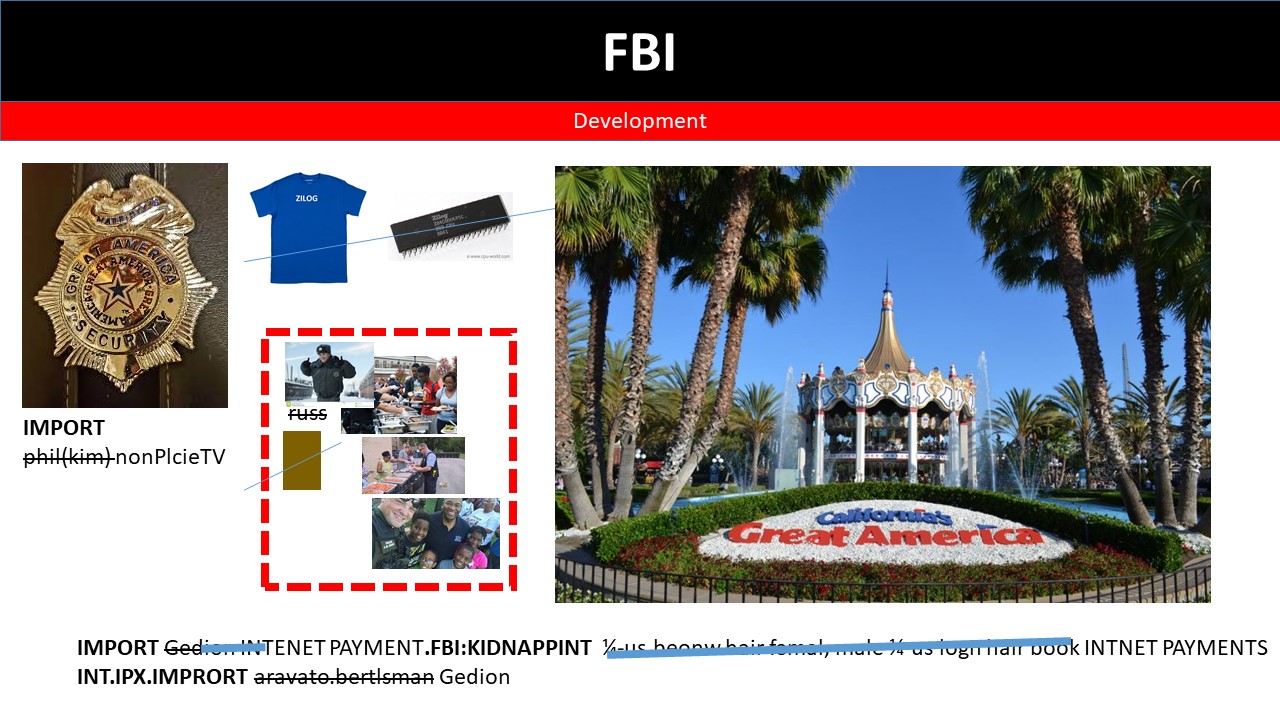 FBI
Development
GREAT AMERICA
SECURITY
ZILOG
Zilog
IMPORT
phil(kim) nonPlcieTV
russ
California's
Great America
IMPORT Gedion INTENET PAYMENT.FBI:KIDNAPPINT ¼-us beonw hair femal, male ¼-us logn hair book INTNET PAYMENTS
INT.IPX.IMPRORT aravato.bertlsman Gedion